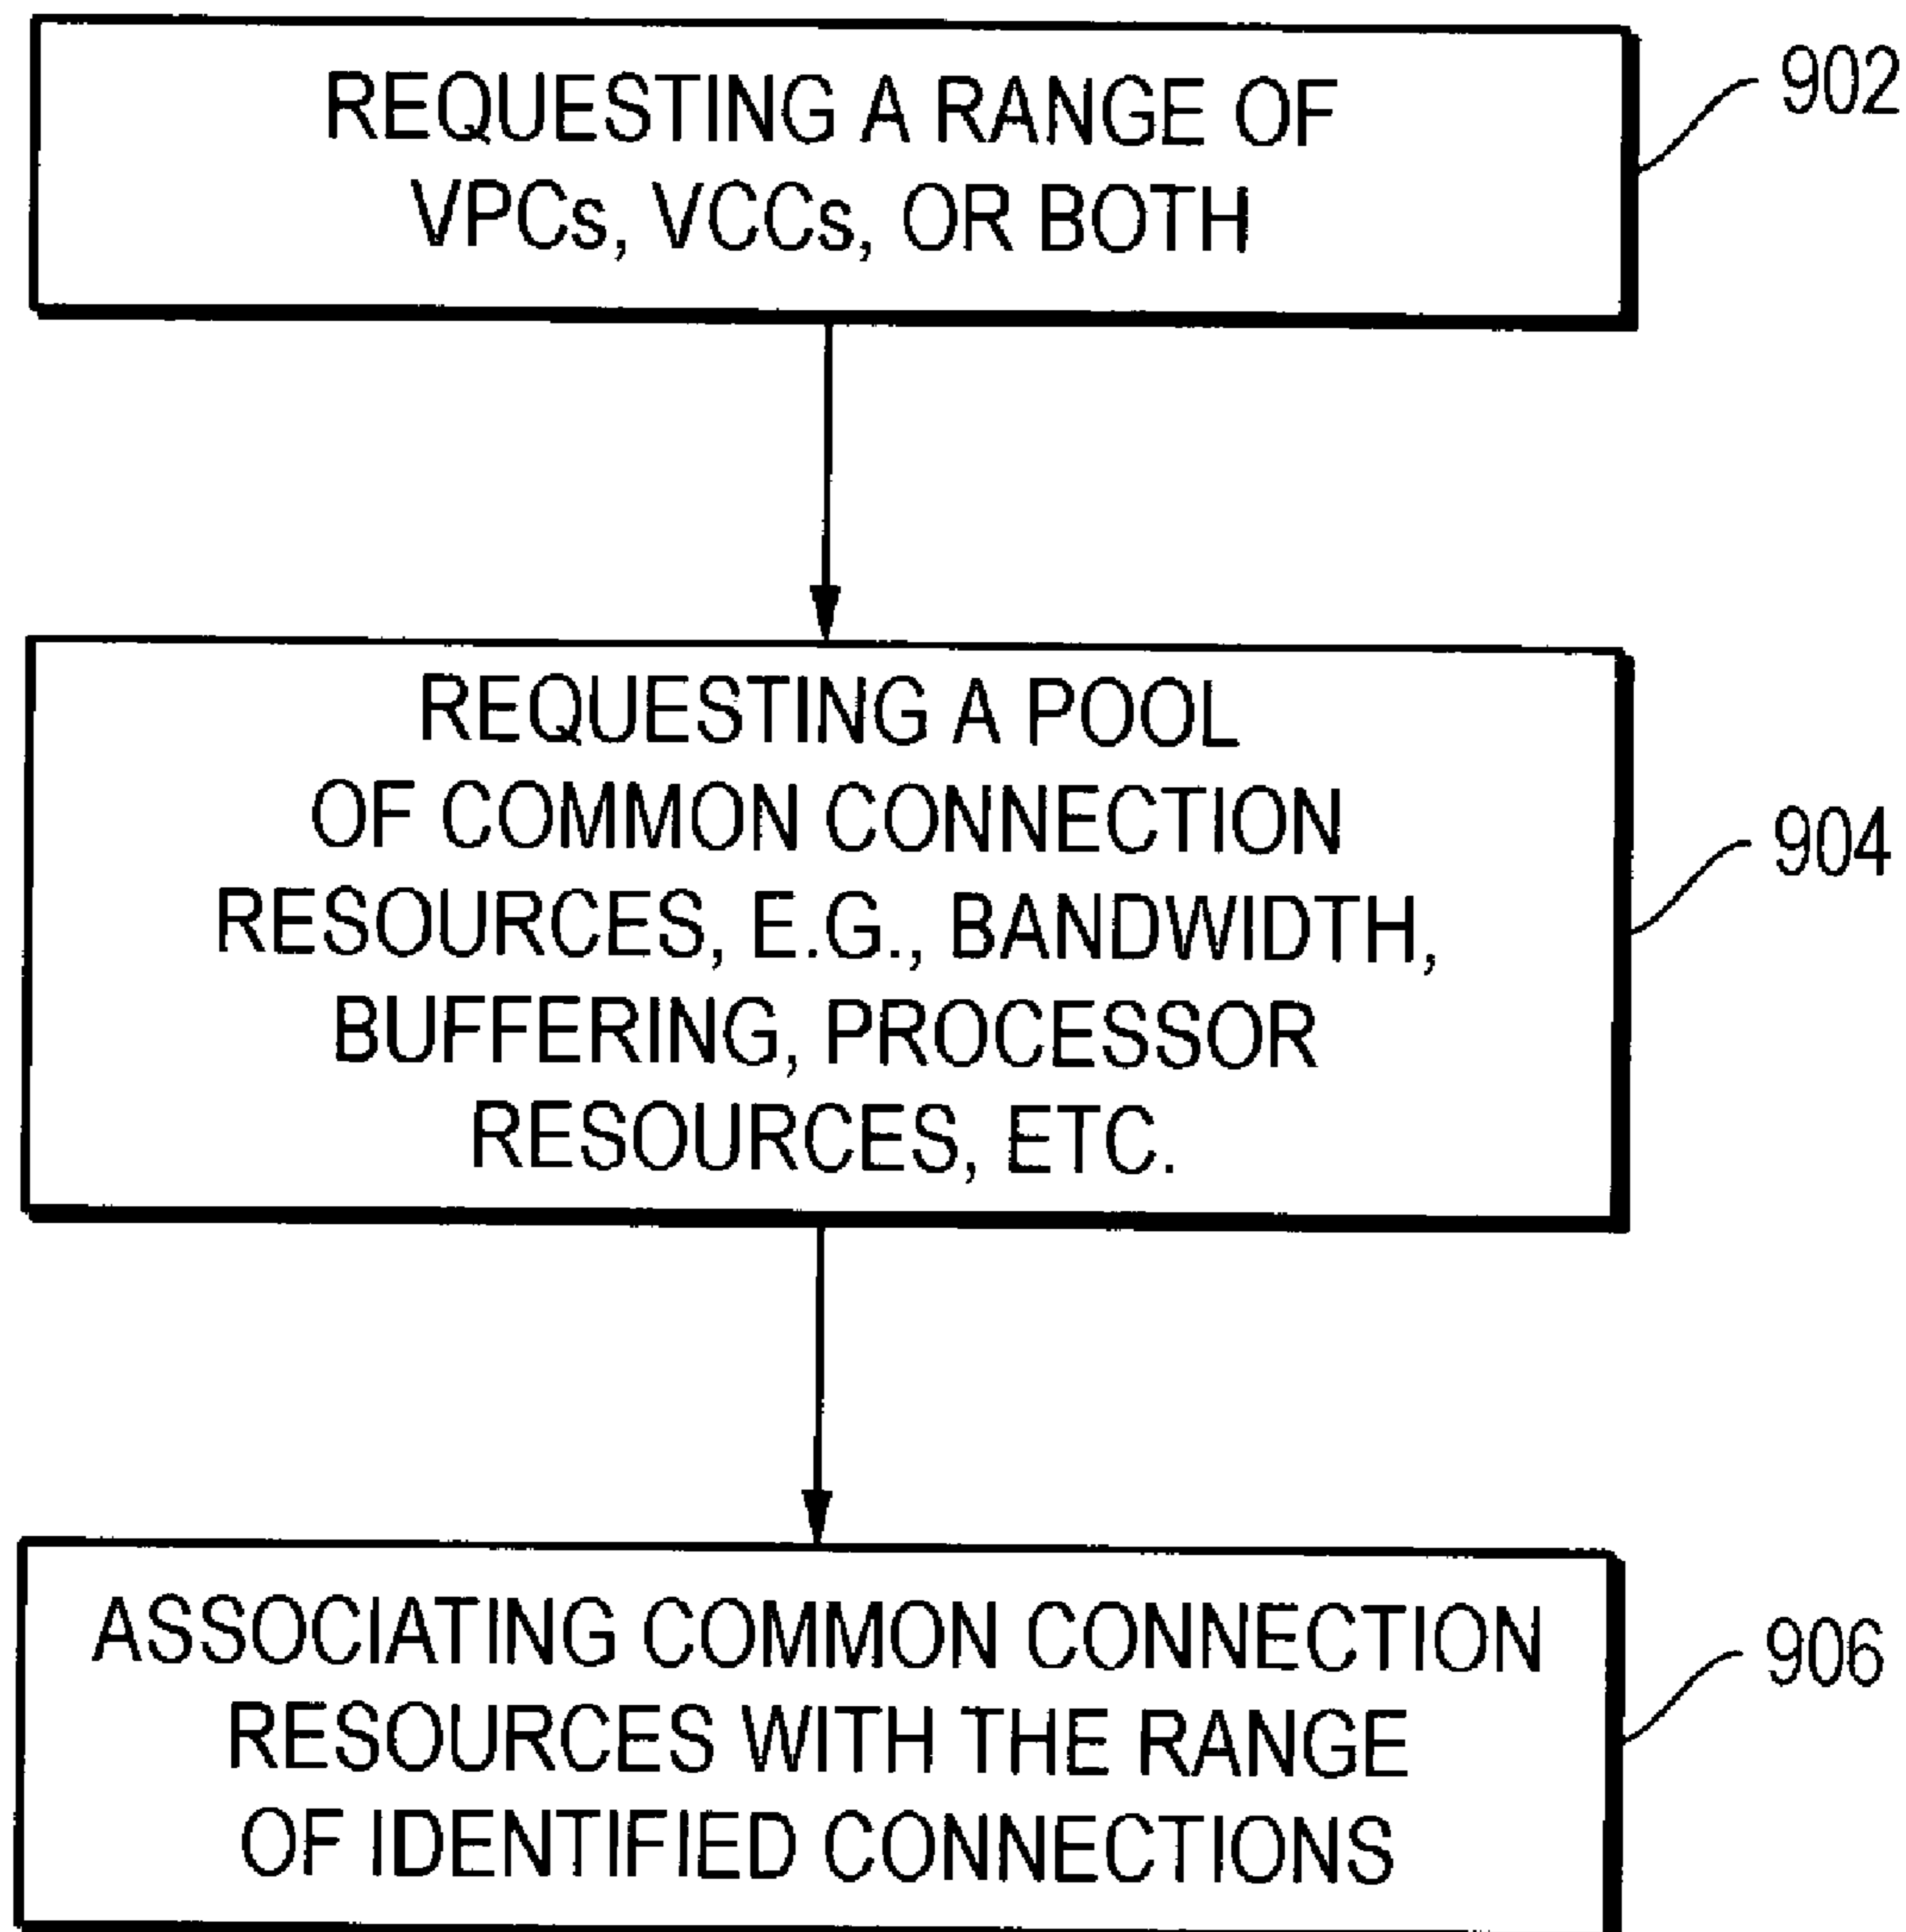 REQUESTING A RANGE OF
VPCs, VCCs, OR BOTH
902
REQUESTING A POOL
OF COMMON CONNECTION
RESOURCES, E.G., BANDWIDTH,
BUFFERING, PROCESSOR
RESOURCES, ETC.
904
ASSOCIATING COMMON CONNECTION
RESOURCES WITH THE RANGE
OF IDENTIFIED CONNECTIONS
906